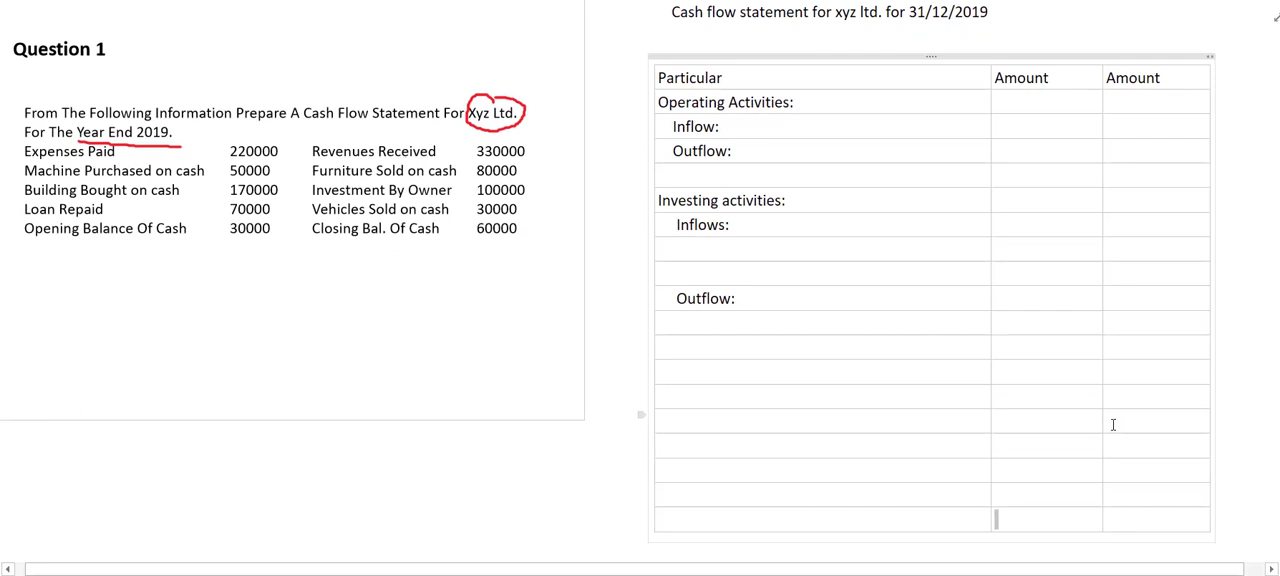 Cash flow statement for xyz ltd. for 31/12/2019
Question 1
From The Following Information Prepare A Cash Flow Statement For Xyz Ltd.
For The Year End 2019.
Expenses Paid 220000 Revenues Received 330000
Machine Purchased on cash 50000 Furniture Sold on cash 80000
Building Bought on cash 170000 Investment By Owner 100000
Loan Repaid 70000 Vehicles Sold on cash 30000
Opening Balance Of Cash 30000 Closing Bal. Of Cash 60000
Particular Amount Amount
Operating Activities:
Inflow:
Outflow:
Investing activities:
Inflows:
Outflow: